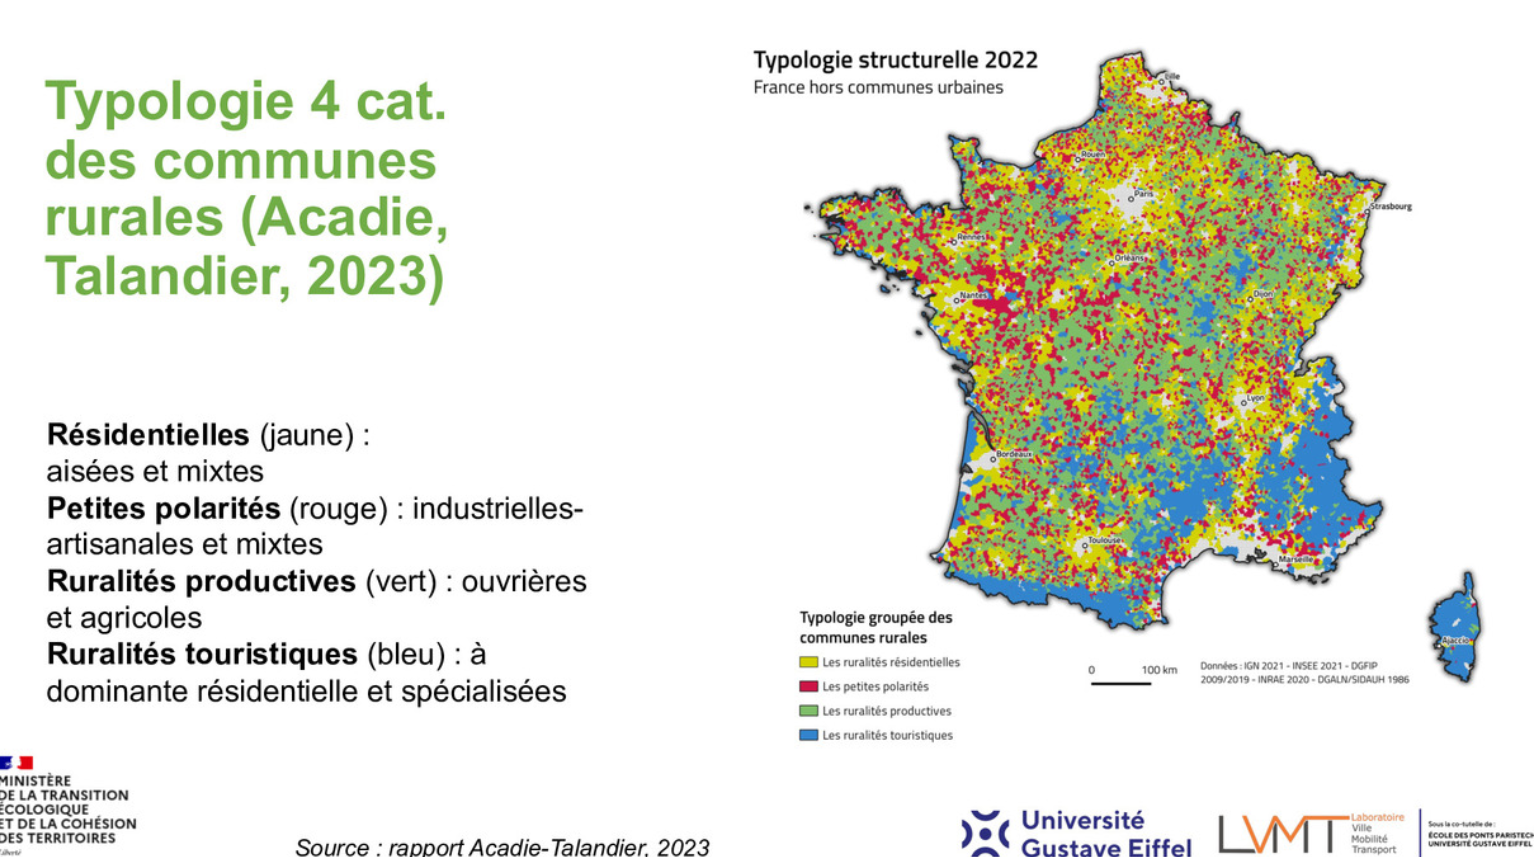 Typologie 4 cat.
des communes
rurales (Acadie,
Talandier, 2023)
Résidentielles (jaune) :
aisées et mixtes
Petites polarités (rouge) : industrielles-
artisanales et mixtes
Ruralités productives (vert) : ouvrières
et agricoles
Ruralités touristiques (bleu) : à
dominante résidentielle et spécialisées
Typologie structurelle 2022
France hors communes urbaines
Lille
Rouen
Paris
Strasbourg
Rennes
Orléans
Nantes
Dijon
Lyon
Bordeaux
Toulouse
Marseille
Ajaccio
Typologie groupée des
communes rurales
Les ruralités résidentielles
Les petites polarités
Les ruralités productives
Les ruralités touristiques
0 100 km
Données : IGN 2021 - INSEE 2021 - DGFIP
2009/2019 - INRAE 2020 - DGALN/SIDAUH 1986
MINISTÈRE
DE LA TRANSITION
ÉCOLOGIQUE
ET DE LA COHÉSION
DES TERRITOIRES
Liberté
Source : rapport Acadie-Talandier, 2023
Université
Gustave Eiffel
LVMT
Laboratoire
Ville
Mobilité
Transport
Sous la co-tutelle de :
ÉCOLE DES PONTS PARISTECH
UNIVERSITÉ GUSTAVE EIFFEL